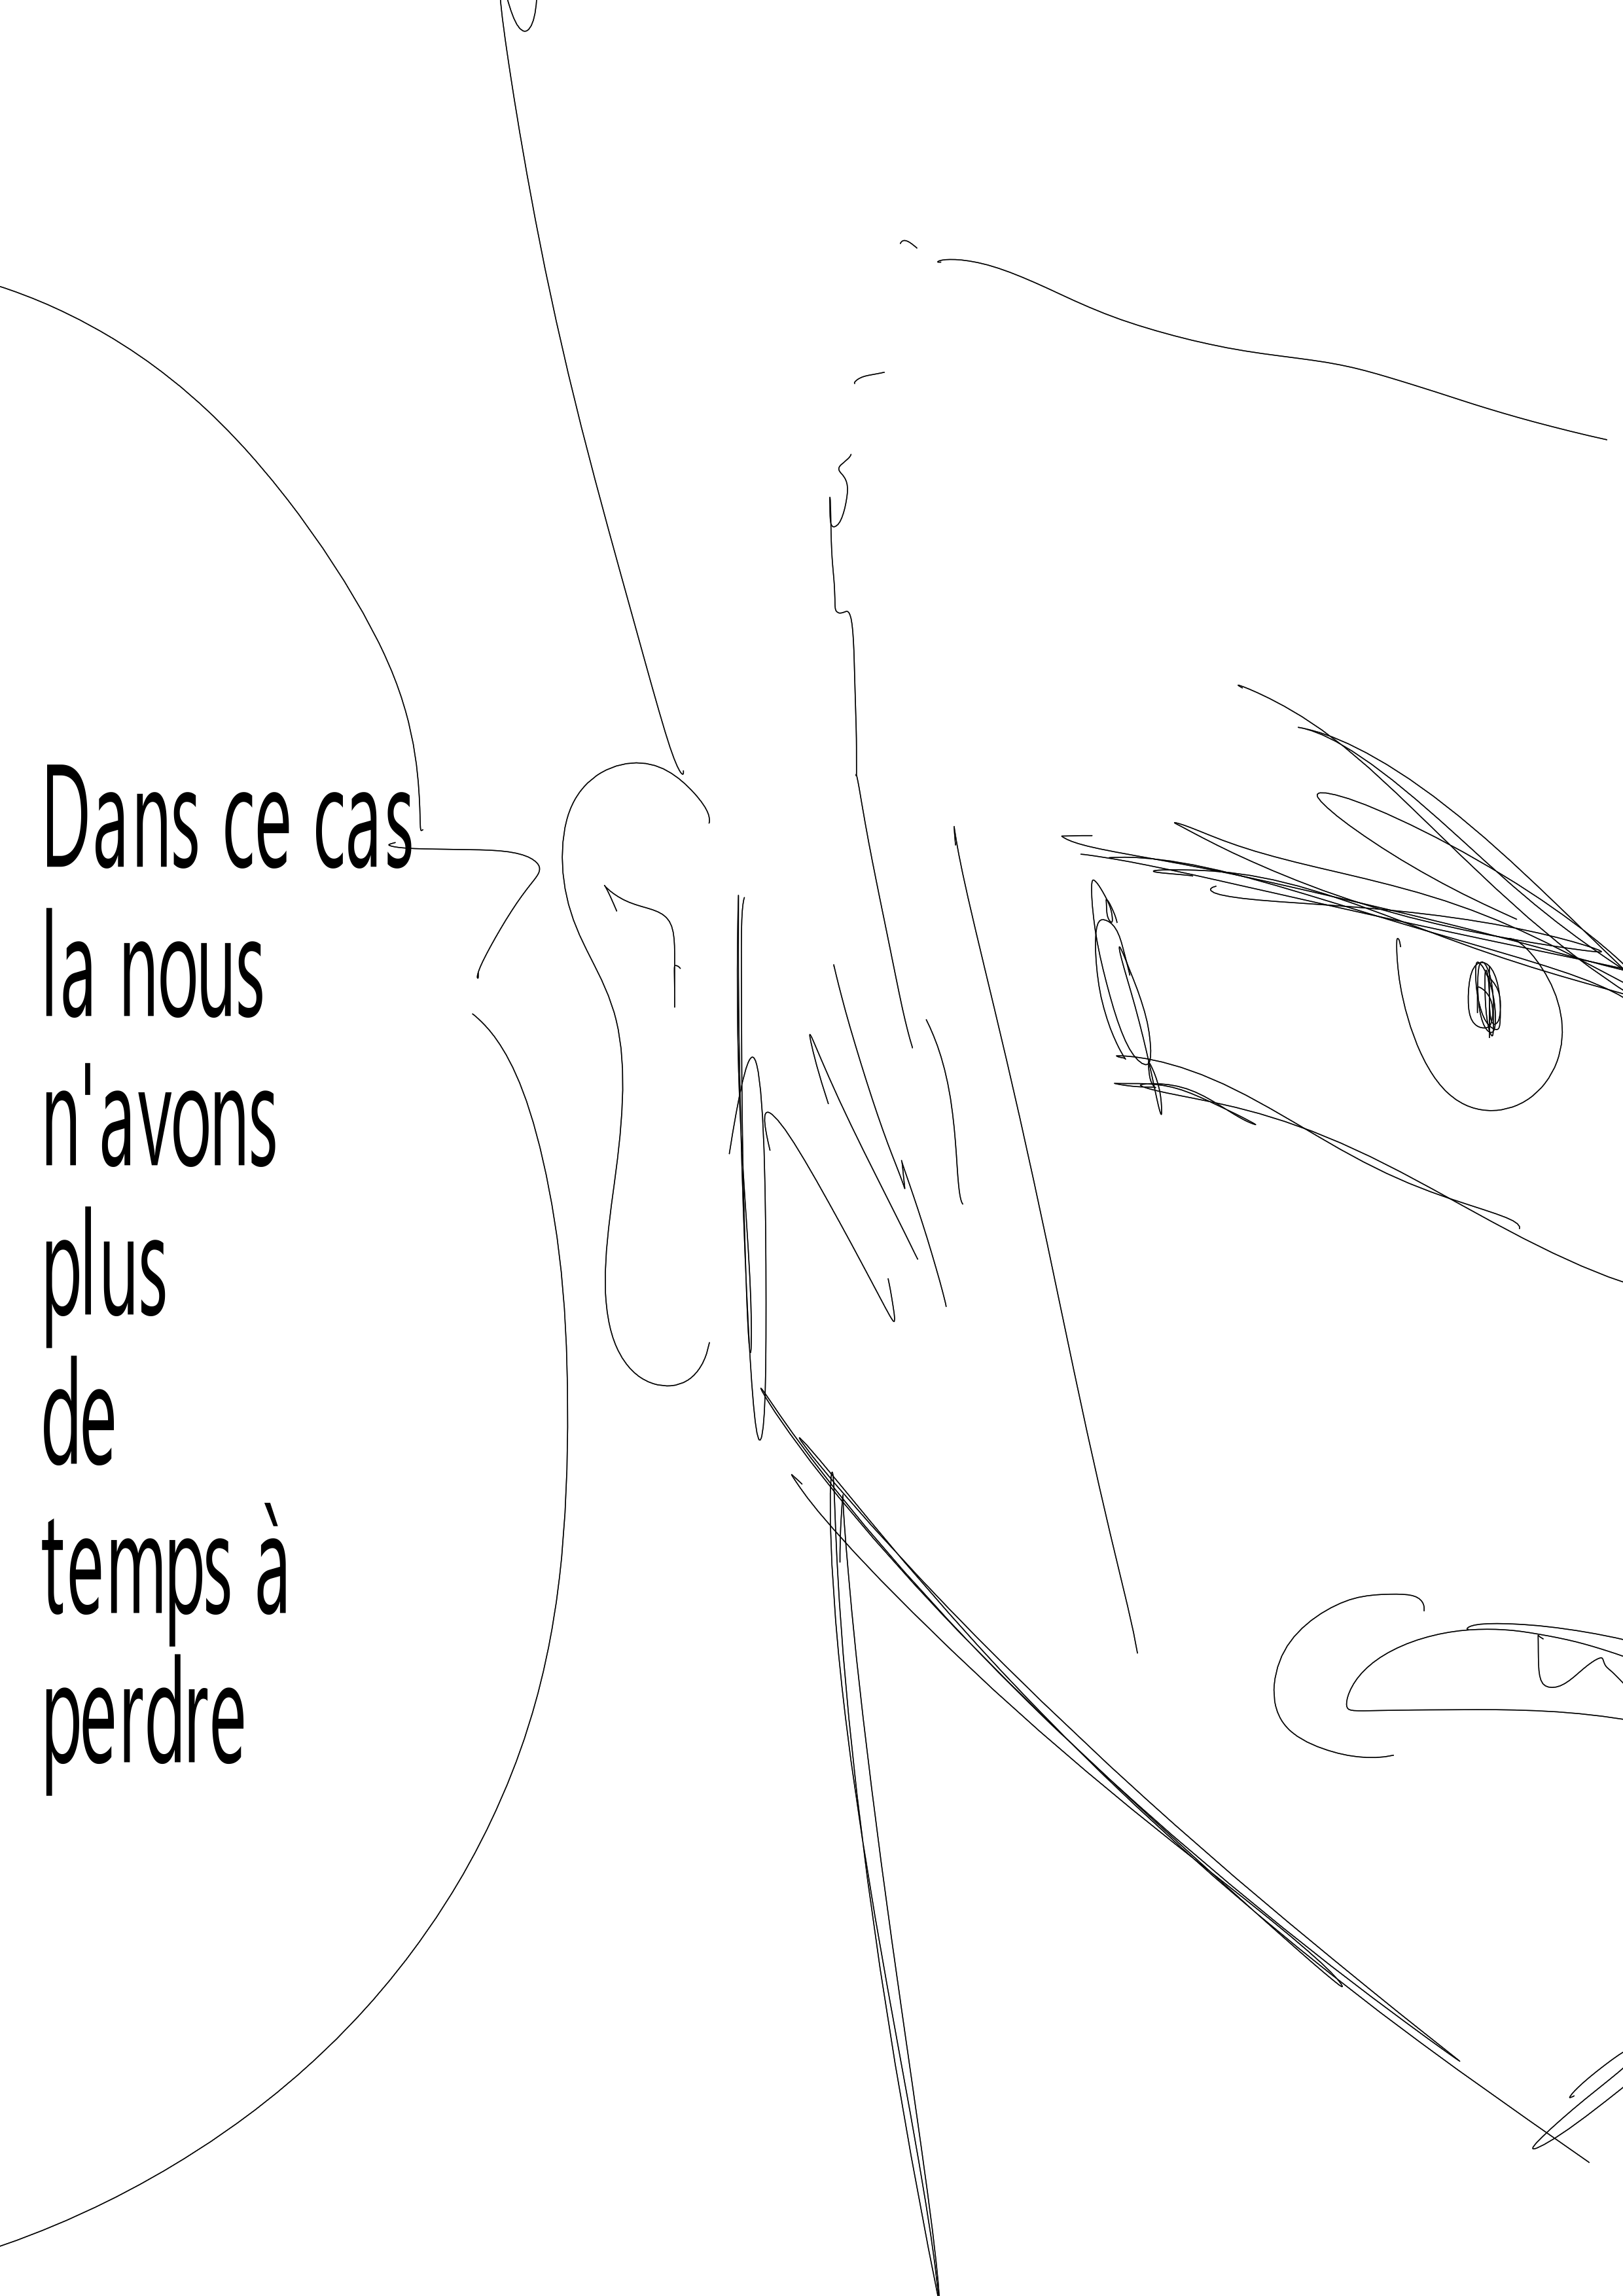 Dans ce cas
la nous
n'avons
plus
de
temps à
perdre